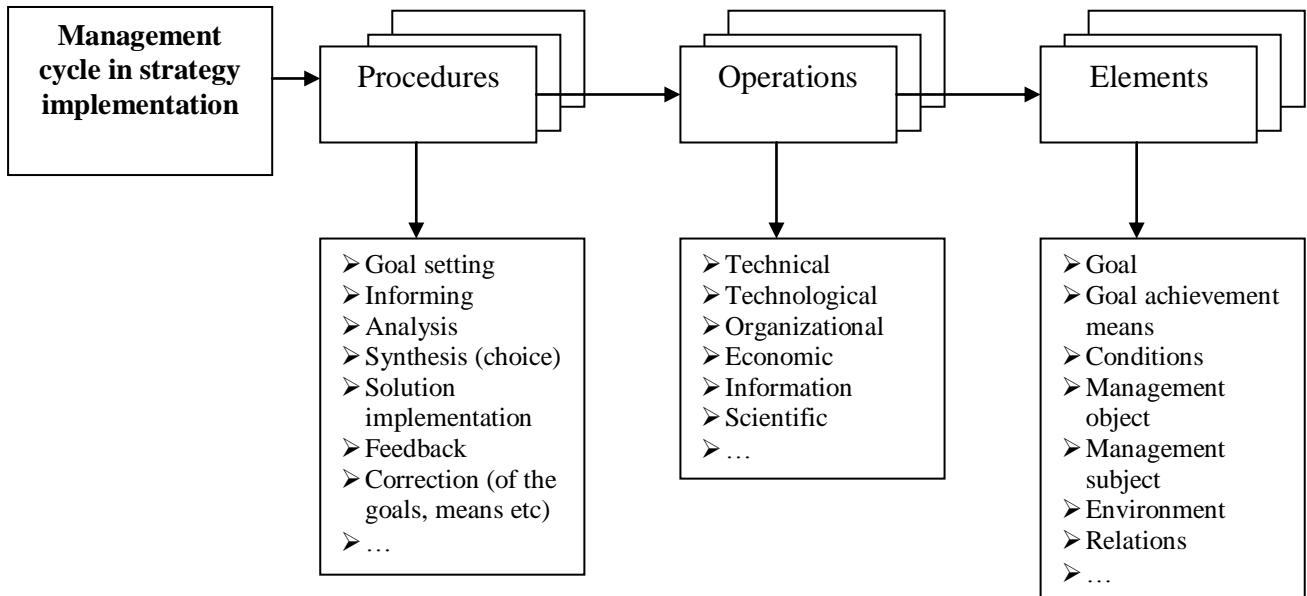 Management
cycle in strategy
implementation
Procedures
Operations
Elements
➢ Goal setting
➢ Informing
➢ Analysis
➢ Synthesis (choice)
➢ Solution
implementation
➢ Feedback
➢ Correction (of the
goals, means etc)
➢ …
➢ Technical
➢ Technological
➢ Organizational
➢ Economic
➢ Information
➢ Scientific
➢ …
➢ Goal
➢ Goal achievement
means
➢ Conditions
➢ Management
object
➢ Management
subject
➢ Environment
➢ Relations
➢ …